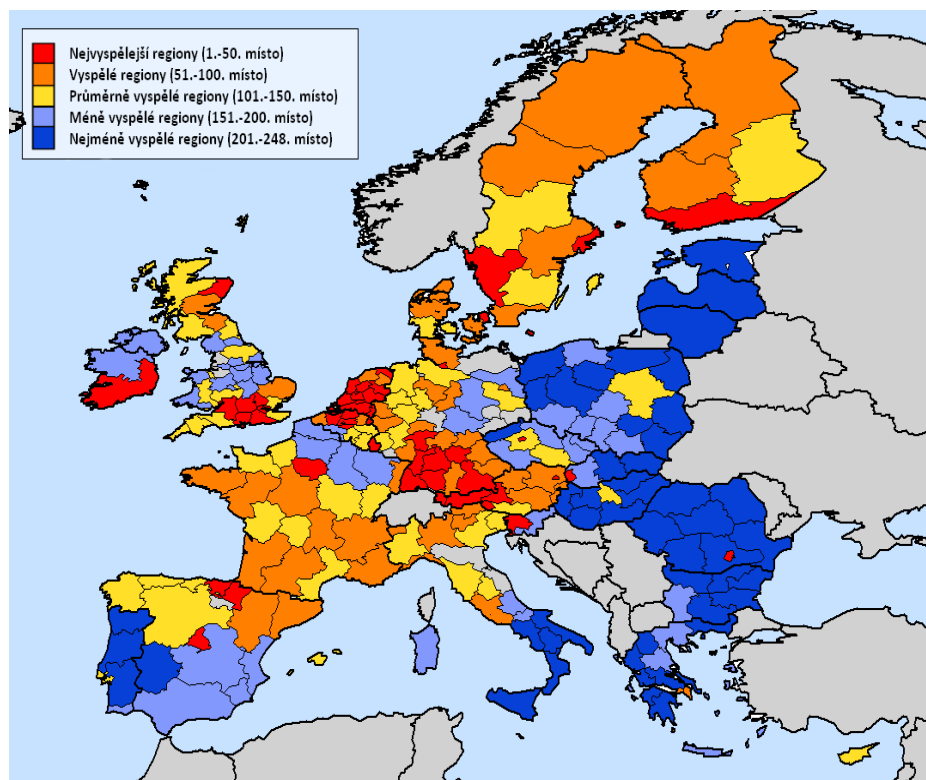 Nejvyspělejší regiony (1.-50. místo)
Vyspělé regiony (51.-100. místo)
Průměrně vyspělé regiony (101.-150. místo)
Méně vyspělé regiony (151.-200. místo)
Nejméně vyspělé regiony (201.-248. místo)